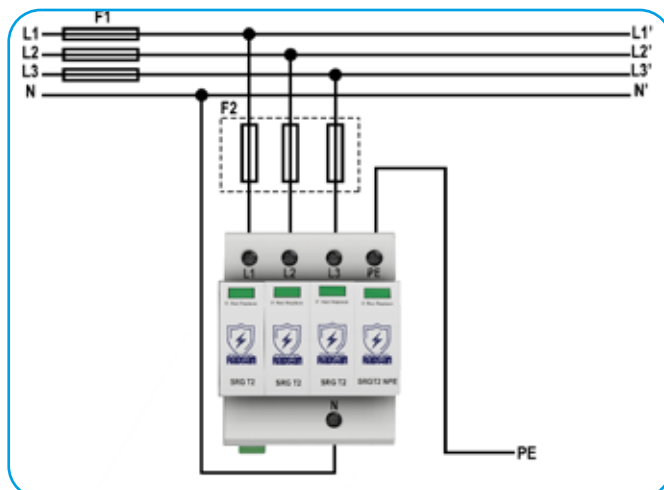 F1
L1 L1'
L2 L2'
L3 L3'
N N'
F2
L1 L2 L3 PE
SRG T2 SRG T2 SRG T2 SRGT2 NPE
N
PE